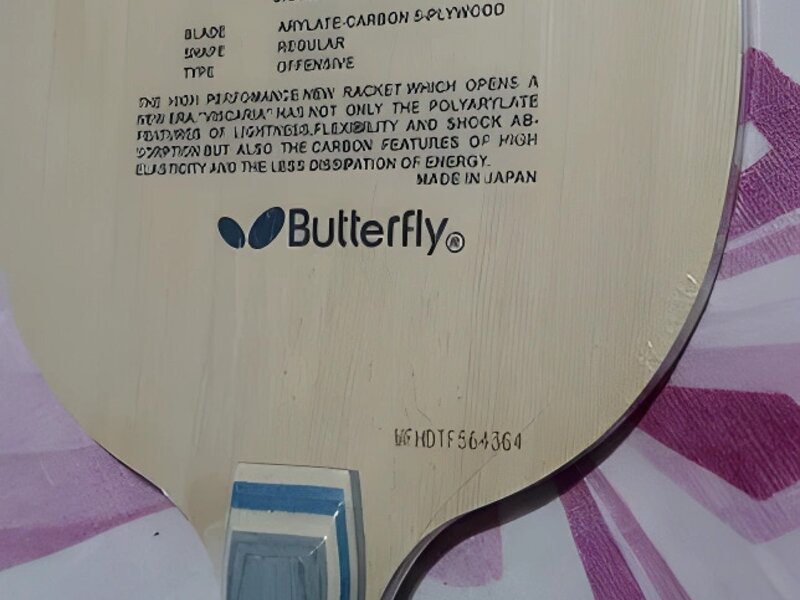 BLADE ARYLATE-CARBON 5-PLYWOOD
SHAPE REGULAR
TYPE OFFENSIVE
THE HIGH PERFOMANCE NEW RACKET WHICH OPENS A
NEW ERA."VISCARIA" HAS NOT ONLY THE POLYARYLATE
FEATURES OF LIGHTNESS,FLEXIBILITY AND SHOCK AB-
SORPTION BUT ALSO THE CARBON FEATURES OF HIGH
ELASTICITY AND THE LESS DISSIPATION OF ENERGY.
MADE IN JAPAN
Butterfly®